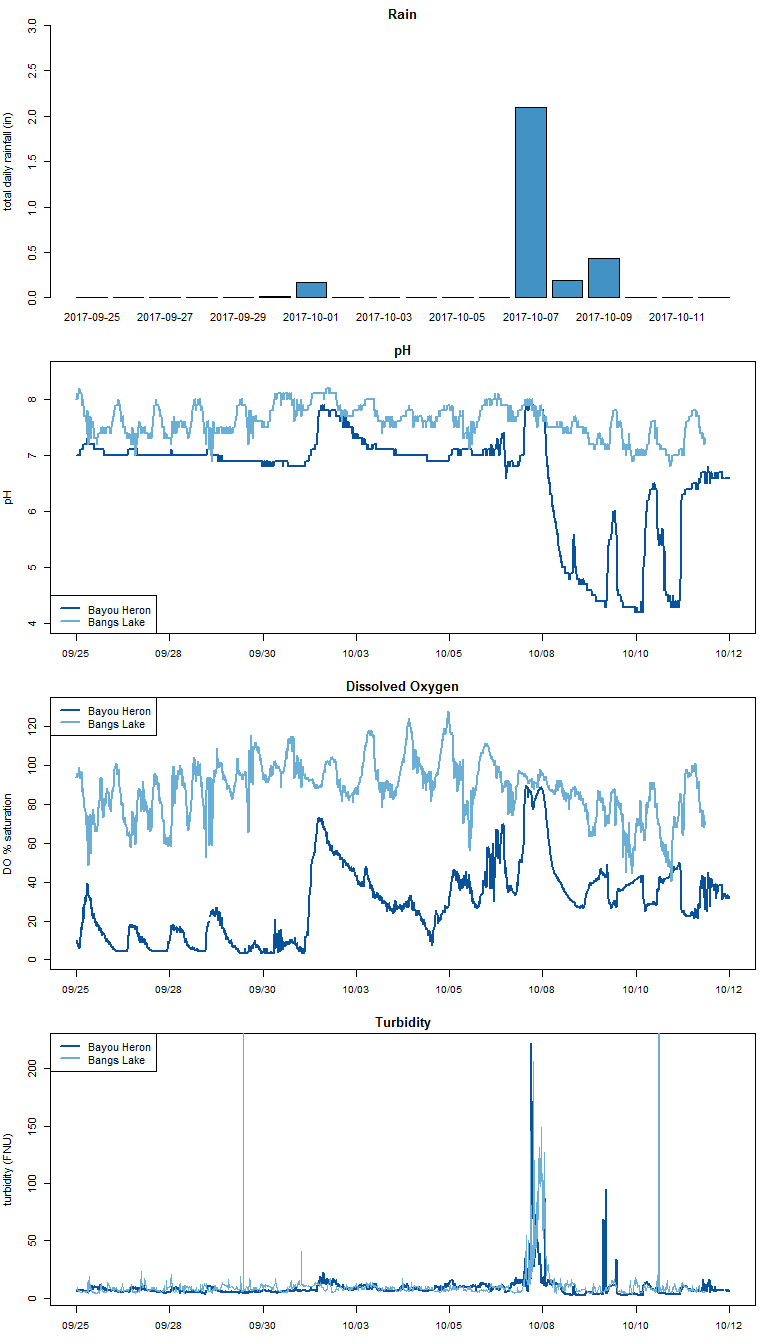 Rain
total daily rainfall (in)
3.0
2.5
2.0
1.5
1.0
0.5
0.0
2017-09-25 2017-09-27 2017-09-29 2017-10-01 2017-10-03 2017-10-05 2017-10-07 2017-10-09 2017-10-11
pH
pH
8
7
6
5
4
Bayou Heron
Bangs Lake
09/25 09/28 09/30 10/03 10/05 10/08 10/10 10/12
Dissolved Oxygen
DO % saturation
Bayou Heron
Bangs Lake
120
100
80
60
40
20
0
09/25 09/28 09/30 10/03 10/05 10/08 10/10 10/12
Turbidity
turbidity (FNU)
Bayou Heron
Bangs Lake
200
150
100
50
0
09/25 09/28 09/30 10/03 10/05 10/08 10/10 10/12